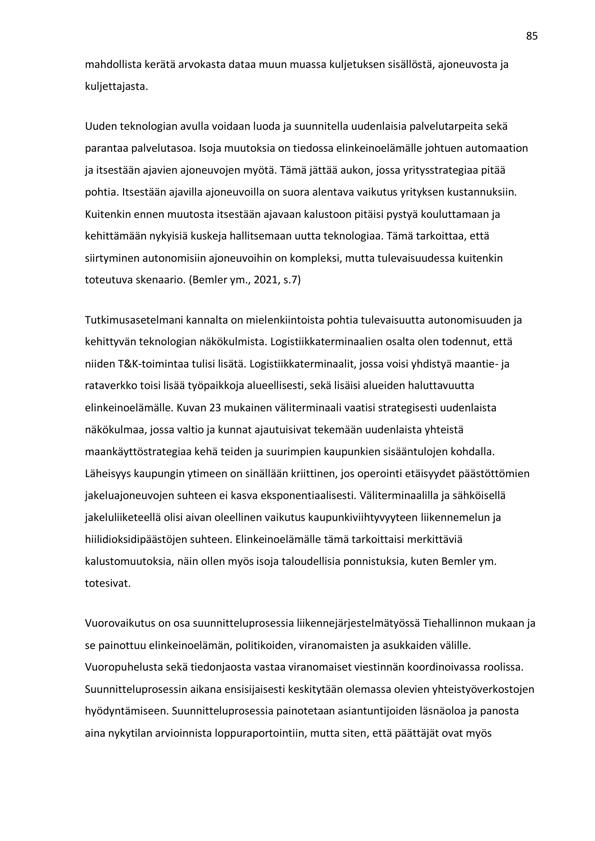 85
mahdollista kerätä arvokasta dataa muun muassa kuljetuksen sisällöstä, ajoneuvosta ja
kuljettajasta.
Uuden teknologian avulla voidaan luoda ja suunnitella uudenlaisia palvelutarpeita sekä
parantaa palvelutasoa. Isoja muutoksia on tiedossa elinkeinoelämälle johtuen automaation
ja itsestään ajavien ajoneuvojen myötä. Tämä jättää aukon, jossa yritysstrategiaa pitää
pohtia. Itsestään ajavilla ajoneuvoilla on suora alentava vaikutus yrityksen kustannuksiin.
Kuitenkin ennen muutosta itsestään ajavaan kalustoon pitäisi pystyä kouluttamaan ja
kehittämään nykyisiä kuskeja hallitsemaan uutta teknologiaa. Tämä tarkoittaa, että
siirtyminen autonomisiin ajoneuvoihin on kompleksi, mutta tulevaisuudessa kuitenkin
toteutuva skenaario. (Bemler ym., 2021, s.7)
Tutkimusasetelmani kannalta on mielenkiintoista pohtia tulevaisuutta autonomisuuden ja
kehittyvän teknologian näkökulmista. Logistiikkaterminaalien osalta olen todennut, että
niiden T&K-toimintaa tulisi lisätä. Logistiikkaterminaalit, jossa voisi yhdistyä maantie- ja
rataverkko toisi lisää työpaikkoja alueellisesti, sekä lisäisi alueiden haluttavuutta
elinkeinoelämälle. Kuvan 23 mukainen väliterminaali vaatisi strategisesti uudenlaista
näkökulmaa, jossa valtio ja kunnat ajautuisivat tekemään uudenlaista yhteistä
maankäyttöstrategiaa kehä teiden ja suurimpien kaupunkien sisääntulojen kohdalla.
Läheisyys kaupungin ytimeen on sinällään kriittinen, jos operointi etäisyydet päästöttömien
jakeluajoneuvojen suhteen ei kasva eksponentiaalisesti. Väliterminaalilla ja sähköisellä
jakeluliiketeellä olisi aivan oleellinen vaikutus kaupunkiviihtyvyyteen liikennemelun ja
hiilidioksidipäästöjen suhteen. Elinkeinoelämälle tämä tarkoittaisi merkittäviä
kalustomuutoksia, näin ollen myös isoja taloudellisia ponnistuksia, kuten Bemler ym.
totesivat.
Vuorovaikutus on osa suunnitteluprosessia liikennejärjestelmätyössä Tiehallinnon mukaan ja
se painottuu elinkeinoelämän, politikoiden, viranomaisten ja asukkaiden välille.
Vuoropuhelusta sekä tiedonjaosta vastaa viranomaiset viestinnän koordinoivassa roolissa.
Suunnitteluprosessin aikana ensisijaisesti keskitytään olemassa olevien yhteistyöverkostojen
hyödyntämiseen. Suunnitteluprosessia painotetaan asiantuntijoiden läsnäoloa ja panosta
aina nykytilan arvioinnista loppuraportointiin, mutta siten, että päättäjät ovat myös